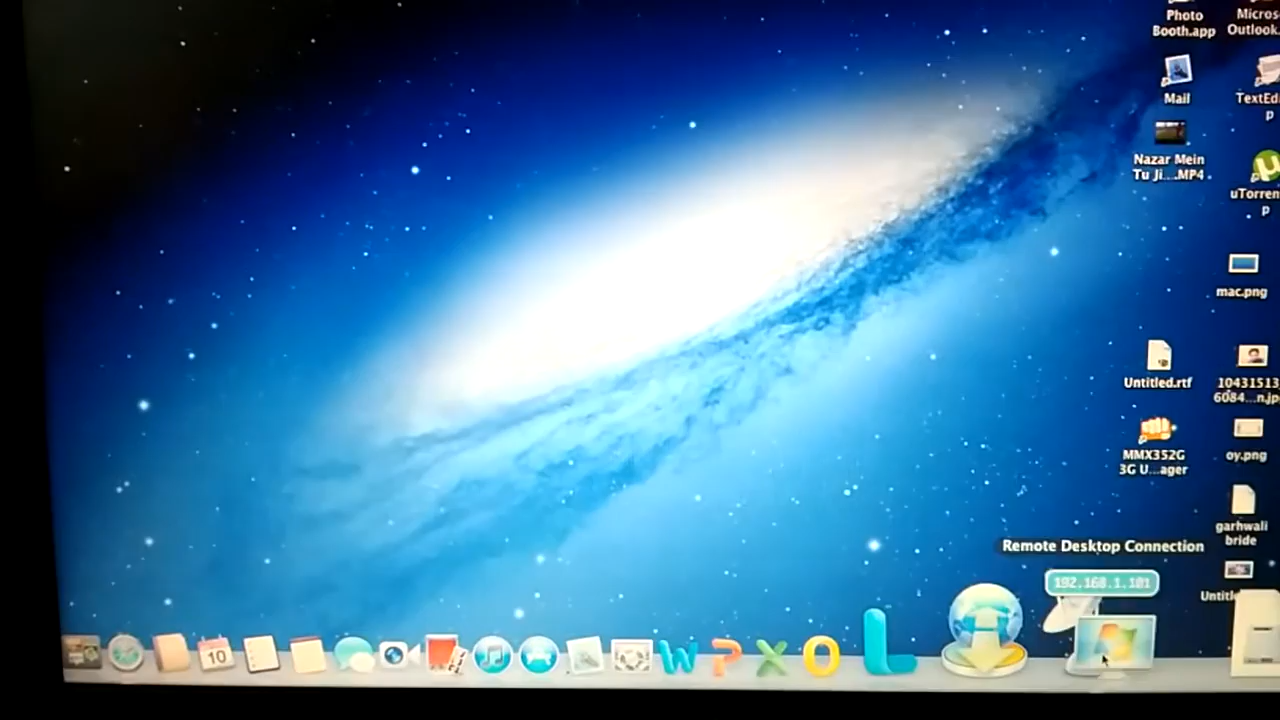 Photo
Booth.app
Micros
Outlook.
Mail
TextEd
p
Nazar Mein
Tu Ji....MP4
µ
uTorren
p
mac.png
Untitled.rtf
10431513
6084...n.jp
MMX352G
3G U...ager
oy.png
garhwali
bride
Remote Desktop Connection
192.168.1.101
Untitl
10
W
P
X
O
L